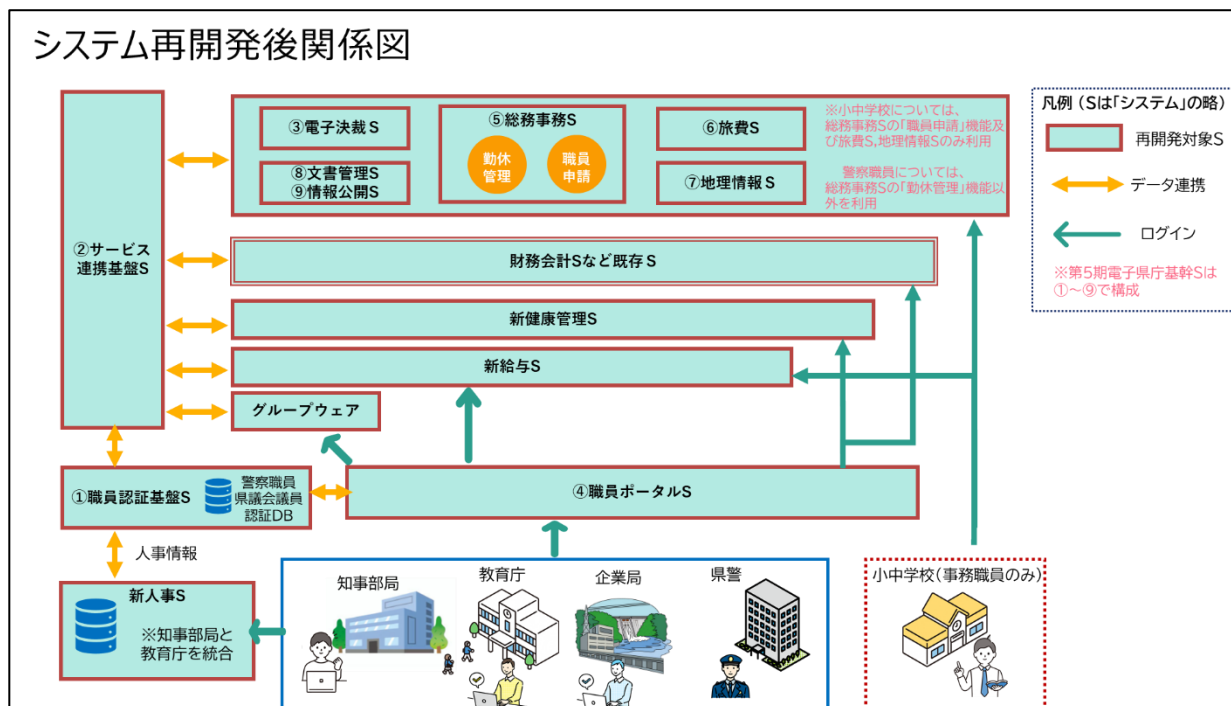 システム再開発後関係図
②サービス
連携基盤S
③電子決裁S
⑧文書管理S
⑨情報公開S
⑤総務事務S
勤休
管理
職員
申請
⑥旅費S
⑦地理情報S
※小中学校については、
総務事務Sの「職員申請」機能及
び旅費S,地理情報Sのみ利用
警察職員については、
総務事務Sの「勤休管理」機能以
外を利用
財務会計Sなど既存S
新健康管理S
新給与S
グループウェア
①職員認証基盤S
警察職員
県議会議員
認証DB
④職員ポータルS
人事情報
新人事S
※知事部局と
教育庁を統合
知事部局
教育庁
企業局
県警
小中学校(事務職員のみ)
凡例 (Sは「システム」の略)
再開発対象S
データ連携
ログイン
※第5期電子県庁基幹Sは
①~⑨で構成